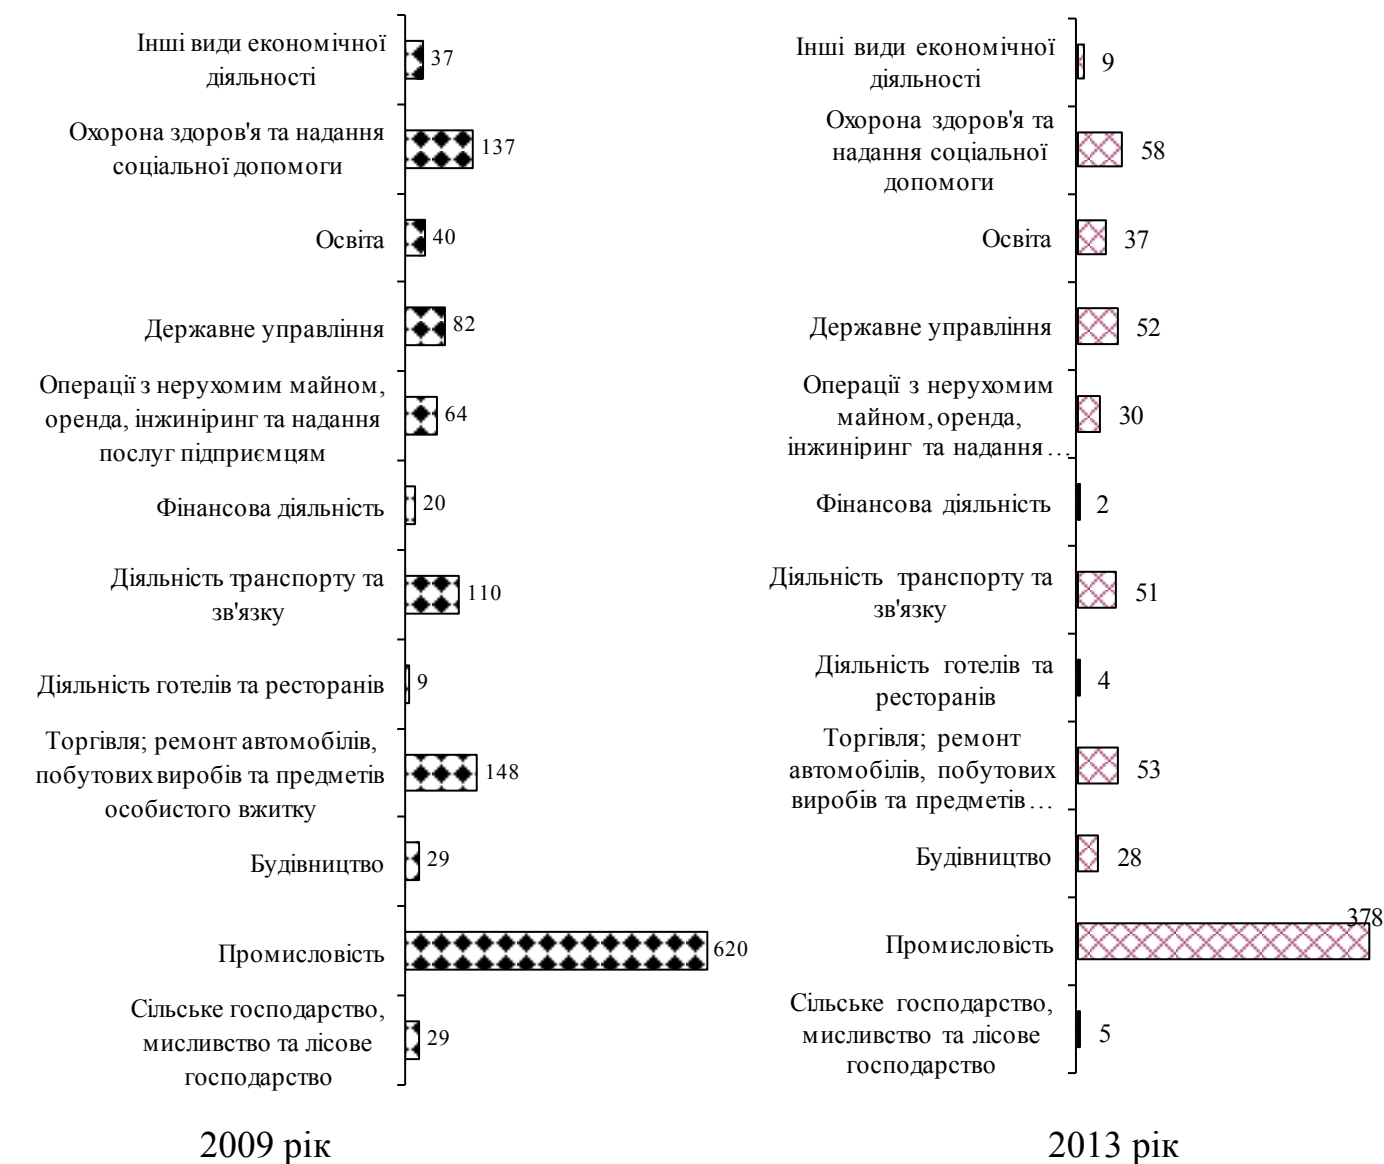 Інші види економічної
діяльності
37
Охорона здоров'я та надання
соціальної допомоги
137
Освіта
40
Державне управління
82
Операції з нерухомим майном,
оренда, інжиніринг та надання
послуг підприємцям
64
Фінансова діяльність
20
Діяльність транспорту та
зв'язку
110
Діяльність готелів та ресторанів
9
Торгівля; ремонт автомобілів,
побутових виробів та предметів
особистого вжитку
148
Будівництво
29
Промисловість
620
Сільське господарство,
мисливство та лісове
господарство
29
2009 рік
Інші види економічної
діяльності
9
Охорона здоров'я та
надання соціальної
допомоги
58
Освіта
37
Державне управління
52
Операції з нерухомим
майном, оренда,
інжиніринг та надання…
30
Фінансова діяльність
2
Діяльність транспорту та
зв'язку
51
Діяльність готелів та
ресторанів
4
Торгівля; ремонт
автомобілів, побутових
виробів та предметів…
53
Будівництво
28
Промисловість
378
Сільське господарство,
мисливство та лісове
господарство
5
2013 рік